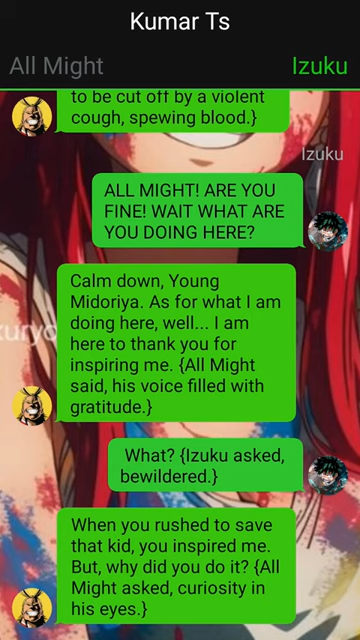 Kumar Ts
All Might
Izuku
to be cut off by a violent
cough, spewing blood.}
Izuku
ALL MIGHT! ARE YOU
FINE! WAIT WHAT ARE
YOU DOING HERE?
Calm down, Young
Midoriya. As for what I am
doing here, well... I am
here to thank you for
inspiring me. {All Might
said, his voice filled with
gratitude.}
What? {Izuku asked,
bewildered.}
When you rushed to save
that kid, you inspired me.
But, why did you do it? {All
Might asked, curiosity in
his eyes.}